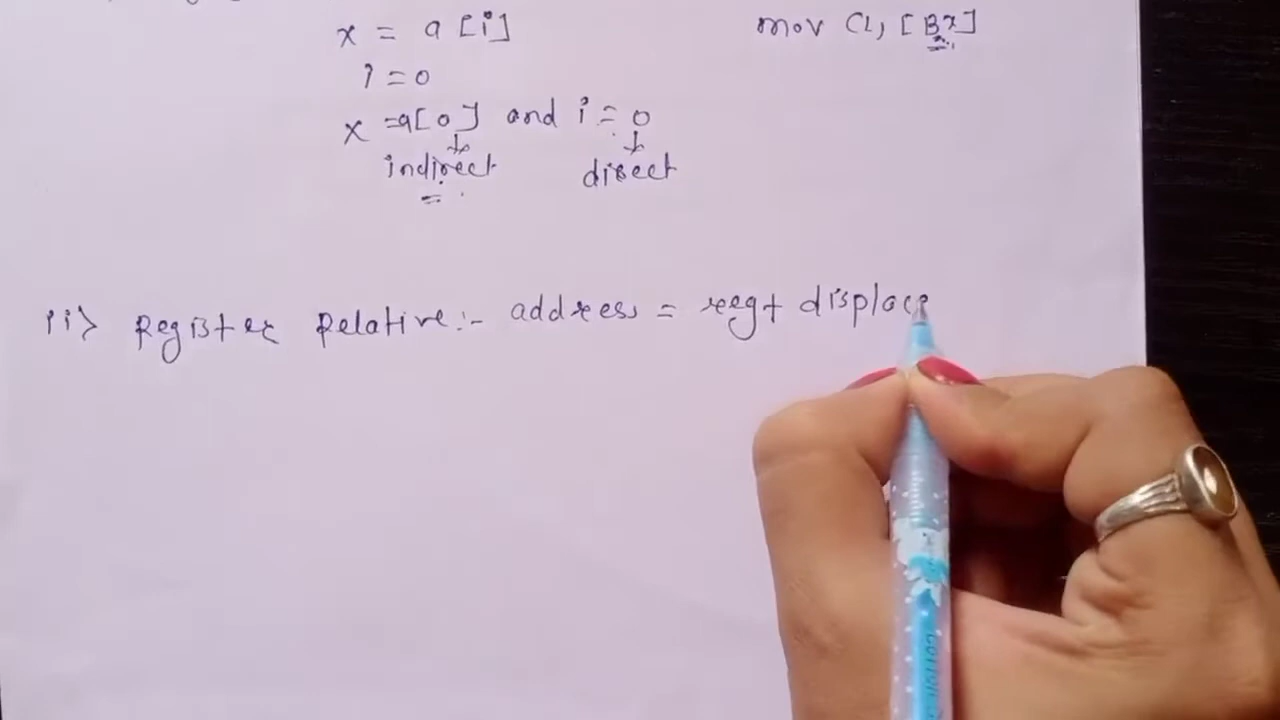 x = a [i]
mov CL, [BX]
i = 0
x = a[0] and i = 0
indirect direct
ii> Register Relative :- address = reg + displace